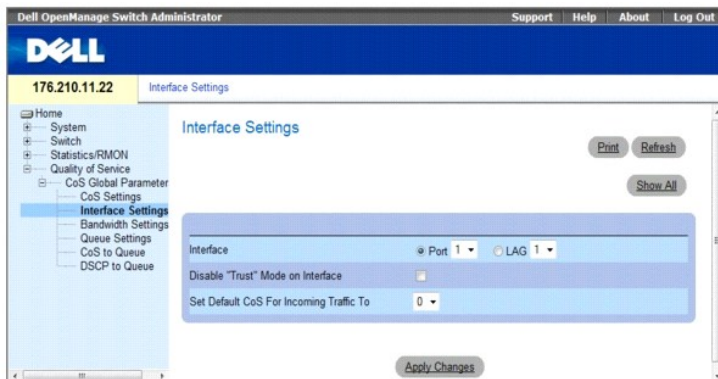 Dell OpenManage Switch Administrator
Support Help About Log Out
DELL
176.210.11.22
Interface Settings
Home
System
Switch
Statistics/RMON
Quality of Service
CoS Global Parameter
CoS Settings
Interface Settings
Bandwidth Settings
Queue Settings
CoS to Queue
DSCP to Queue
Interface Settings
Print Refresh
Show All
Interface Port 1 LAG 1
Disable "Trust" Mode on Interface
Set Default CoS For Incoming Traffic To 0
Apply Changes